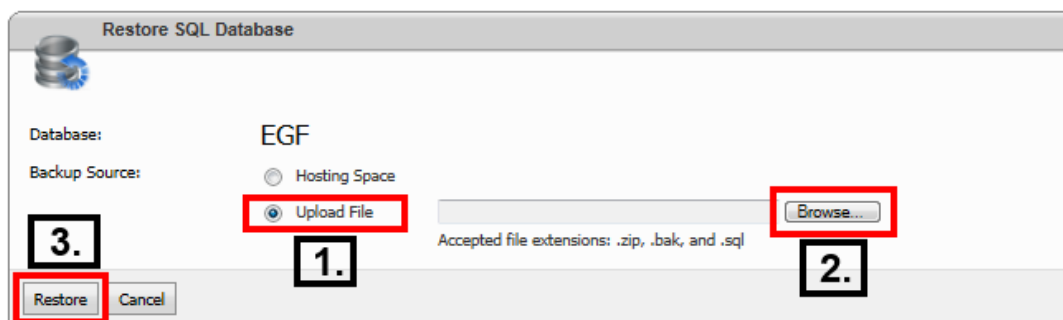 Restore SQL Database
Database:
EGF
Backup Source:
Hosting Space
Upload File
Browse...
Accepted file extensions: .zip, .bak, and .sql
3.
1.
2.
Restore
Cancel